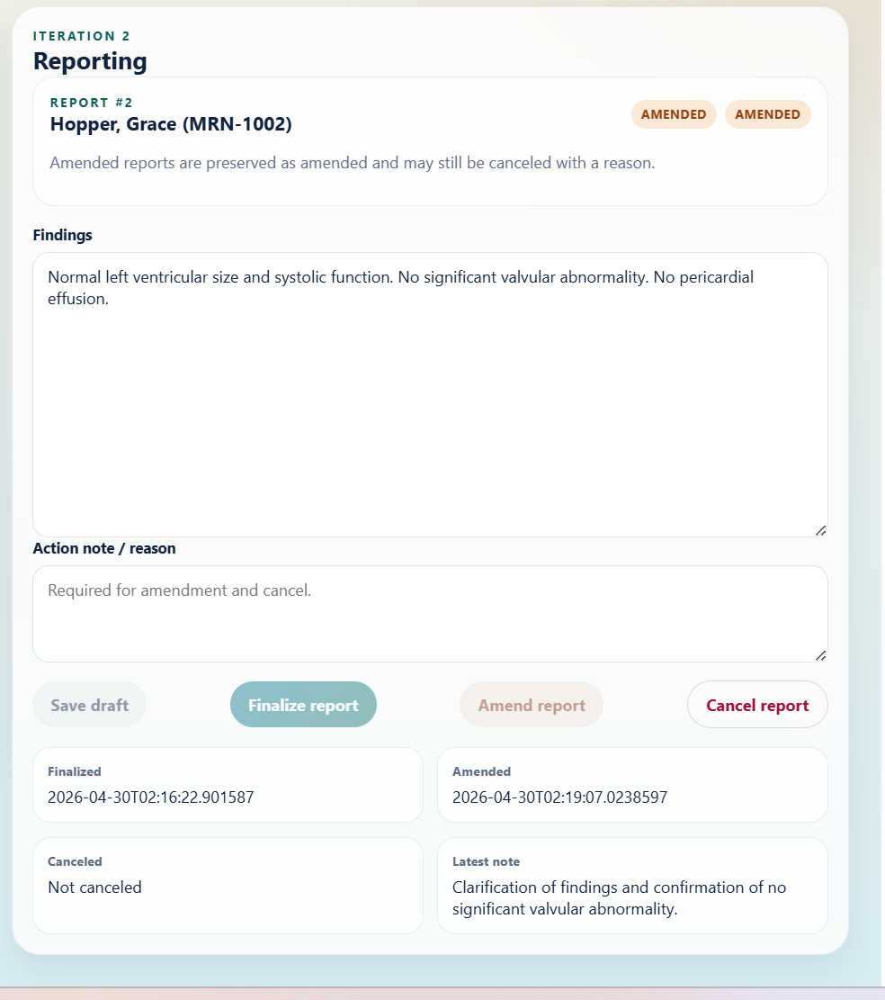 ITERATION 2
Reporting
REPORT #2
Hopper, Grace (MRN-1002)
AMENDED
AMENDED
Amended reports are preserved as amended and may still be canceled with a reason.
Findings
Normal left ventricular size and systolic function. No significant valvular abnormality. No pericardial
effusion.
Action note / reason
Required for amendment and cancel.
Save draft
Finalize report
Amend report
Cancel report
Finalized
2026-04-30T02:16:22.901587
Amended
2026-04-30T02:19:07.0238597
Canceled
Not canceled
Latest note
Clarification of findings and confirmation of no
significant valvular abnormality.